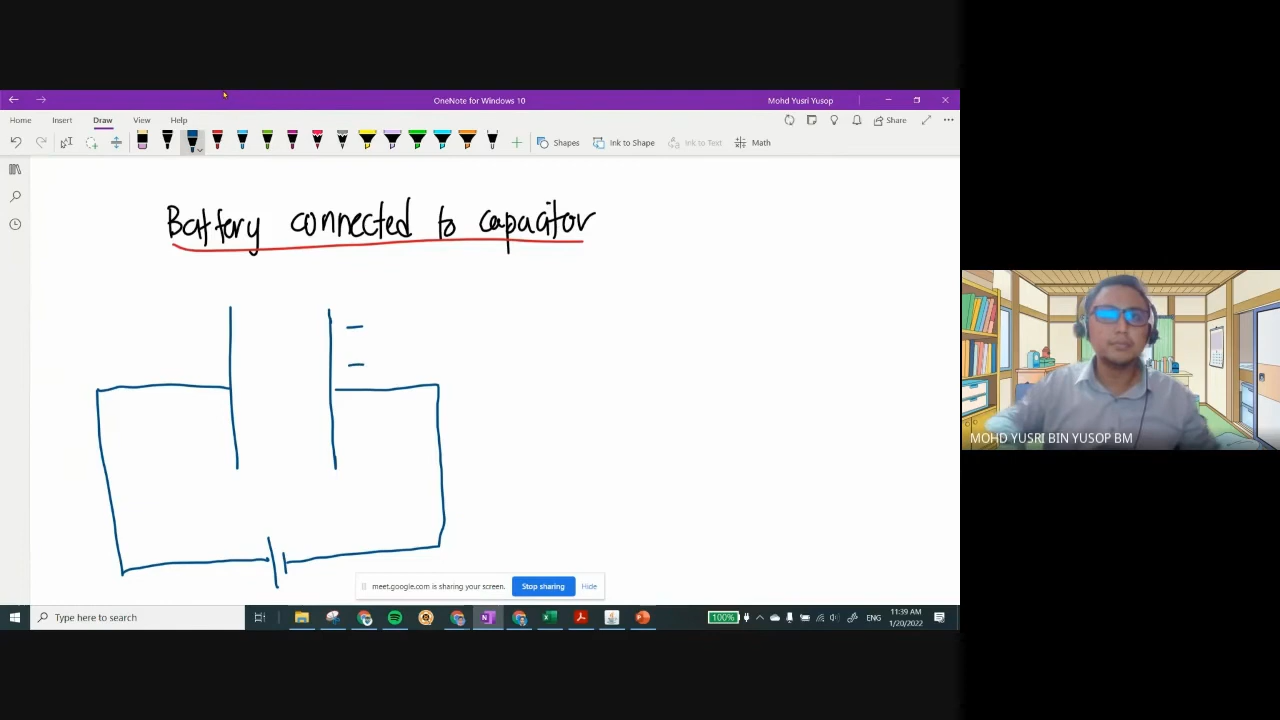 OneNote for Windows 10
Mohd Yusri Yusop
Home Insert Draw View Help
Share
Shapes Ink to Shape Ink to Text Math
Battery connected to capacitor
meet.google.com is sharing your screen. Stop sharing Hide
Type here to search
100%
ENG
11:39 AM
1/20/2022
MOHD YUSRI BIN YUSOP BM